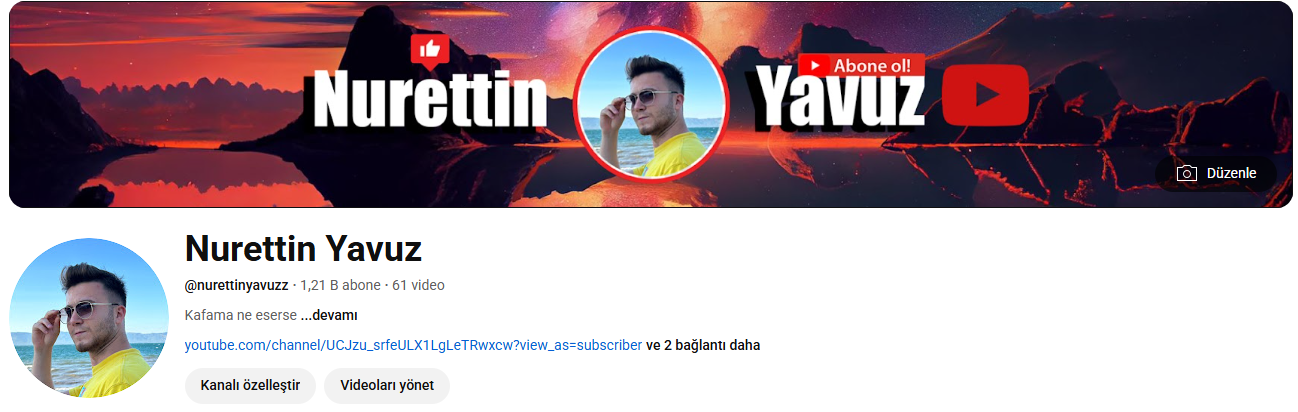 Nurettin
Abone ol!
Yavuz
Düzenle
Nurettin Yavuz
@nurettinyavuzz · 1,21 B abone · 61 video
Kafama ne eserse ...devamı
youtube.com/channel/UCJzu_srfeULX1LgLeTRwxcw?view_as=subscriber ve 2 bağlantı daha
Kanalı özelleştir Videoları yönet